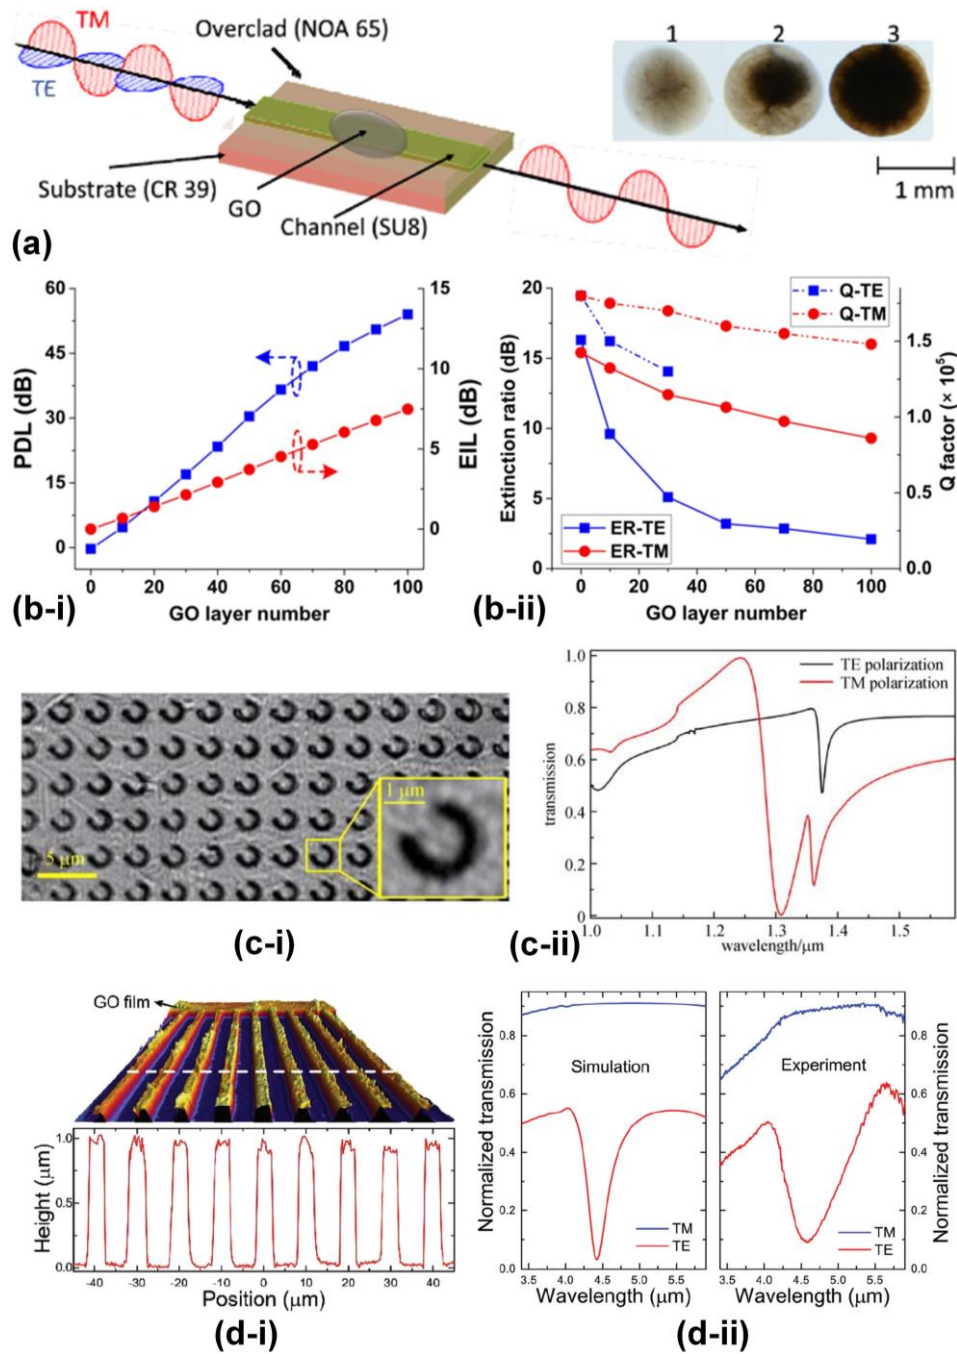 TM
TE
Overclad (NOA 65)
1 2 3
Substrate (CR 39)
GO
Channel (SU8)
1 mm
(a)
60
45
30
15
0
PDL (dB)
15
10
5
0
EIL (dB)
0 20 40 60 80 100
GO layer number
(b-i)
20
15
10
5
0
Extinction ratio (dB)
Q-TE
Q-TM
ER-TE
ER-TM
1.5
1.0
0.5
0.0
Q factor (× 10⁵)
0 20 40 60 80 100
GO layer number
(b-ii)
5 μm
1 μm
(c-i)
1.0
0.8
0.6
0.4
0.2
0
transmission
TE polarization
TM polarization
1.0 1.1 1.2 1.3 1.4 1.5
wavelength/μm
(c-ii)
GO film
1.0
0.5
0.0
Height (μm)
-40 -30 -20 -10 0 10 20 30 40
Position (μm)
(d-i)
Normalized transmission
0.8
0.6
0.4
0.2
0.0
Simulation
TM
TE
3.5 4.0 4.5 5.0 5.5
Wavelength (μm)
Experiment
TM
TE
3.5 4.0 4.5 5.0 5.5
Wavelength (μm)
0.8
0.6
0.4
0.2
0.0
Normalized transmission
(d-ii)